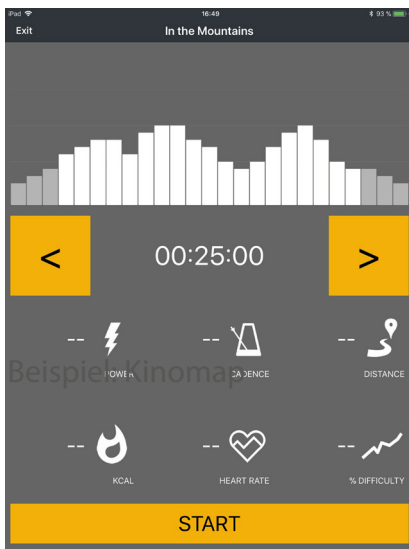 iPad 16:49 93 %
Exit In the Mountains
< 00:25:00 >
-- -- --
Beispiel: Kinomap
POWER CADENCE DISTANCE
-- -- --
KCAL HEART RATE % DIFFICULTY
START